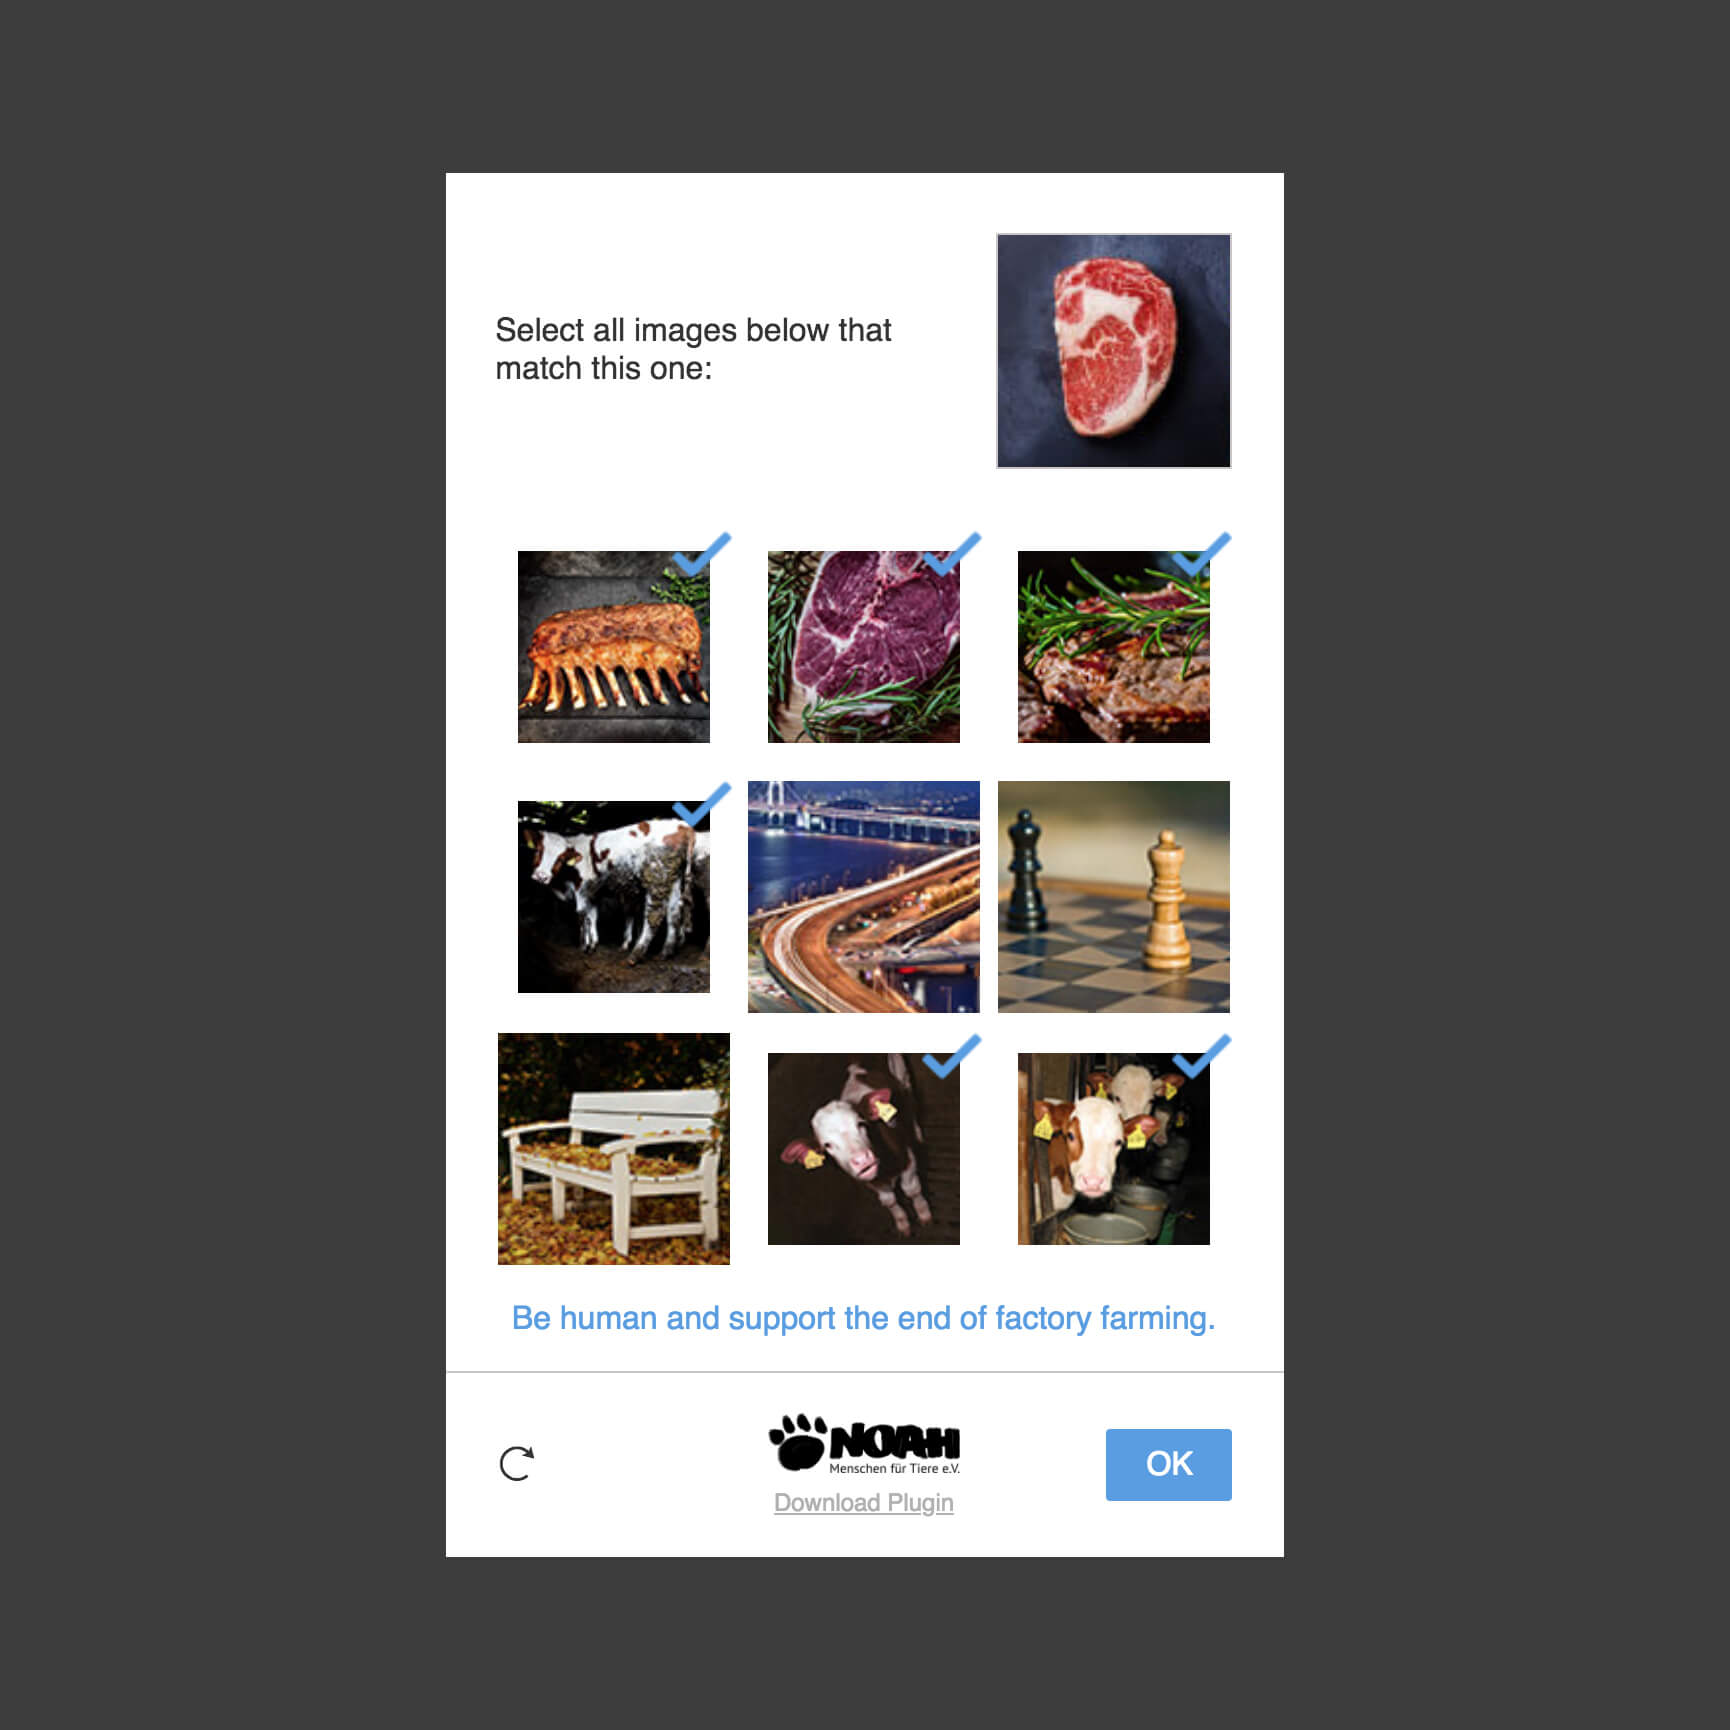 Select all images below that
match this one:
Be human and support the end of factory farming.
NOAH
Menschen für Tiere e.V.
Download Plugin
OK